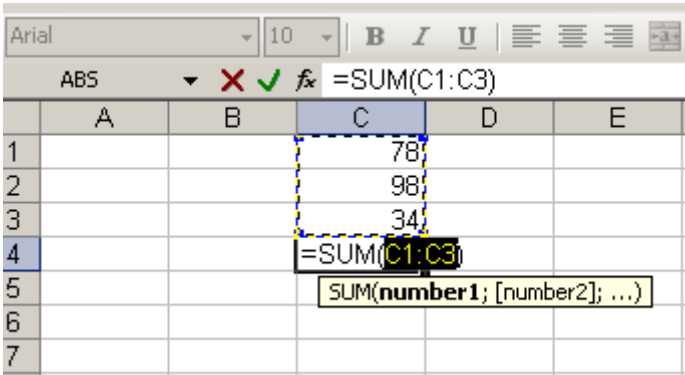 Arial 10 B I U a
ABS fx =SUM(C1:C3)
A B C D E
1 78
2 98
3 34
4 =SUM(C1:C3)
5 SUM(number1; [number2]; ...)
6
7